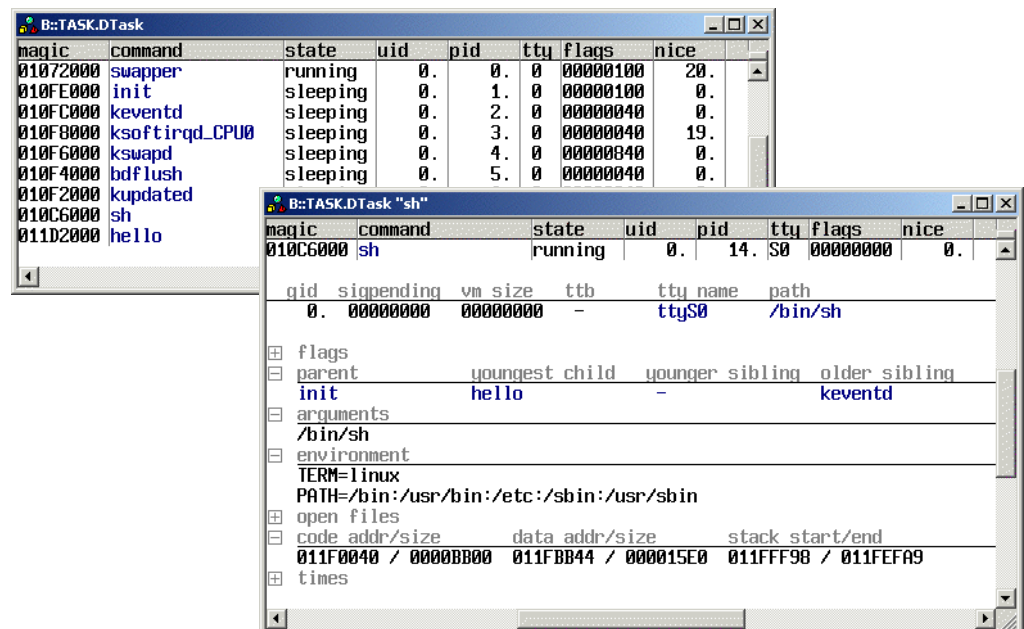 B::TASK.DTask
magic command state uid pid tty flags nice
01072000 swapper running 0. 0. 0 00000100 20.
010FE000 init sleeping 0. 1. 0 00000100 0.
010FC000 keventd sleeping 0. 2. 0 00000040 0.
010F8000 ksoftirqd_CPU0 sleeping 0. 3. 0 00000040 19.
010F6000 kswapd sleeping 0. 4. 0 00000840 0.
010F4000 bdflush sleeping 0. 5. 0 00000040 0.
010F2000 kupdated
010C6000 sh
011D2000 hello
B::TASK.DTask "sh"
magic command state uid pid tty flags nice
010C6000 sh running 0. 14. S0 00000000 0.
gid sigpending vm size ttb tty name path
0. 00000000 00000000 - ttyS0 /bin/sh
flags
parent youngest child younger sibling older sibling
init hello - keventd
arguments
/bin/sh
environment
TERM=linux
PATH=/bin:/usr/bin:/etc:/sbin:/usr/sbin
open files
code addr/size data addr/size stack start/end
011F0040 / 0000BB00 011FBB44 / 000015E0 011FFF98 / 011FEFA9
times